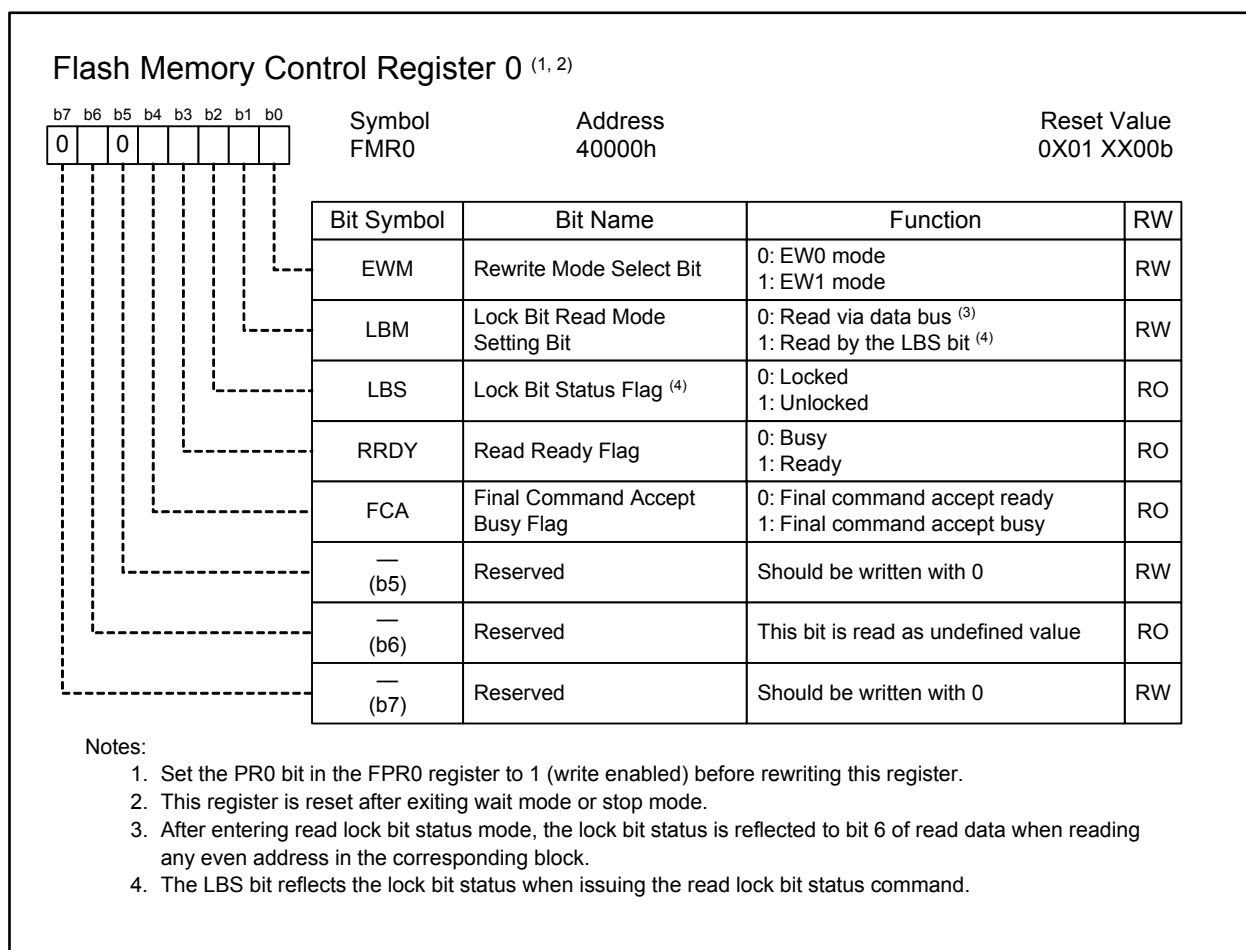 Flash Memory Control Register 0 (1, 2)
b7 b6 b5 b4 b3 b2 b1 b0
0 0
Symbol Address Reset Value
FMR0 40000h 0X01 XX00b
Bit Symbol Bit Name Function RW
EWM Rewrite Mode Select Bit 0: EW0 mode RW
1: EW1 mode
LBM Lock Bit Read Mode 0: Read via data bus (3) RW
Setting Bit 1: Read by the LBS bit (4)
LBS Lock Bit Status Flag (4) 0: Locked RO
1: Unlocked
RRDY Read Ready Flag 0: Busy RO
1: Ready
FCA Final Command Accept 0: Final command accept ready RO
Busy Flag 1: Final command accept busy
— 
(b5) Reserved Should be written with 0 RW
—
(b6) Reserved This bit is read as undefined value RO
—
(b7) Reserved Should be written with 0 RW
Notes:
1. Set the PR0 bit in the FPR0 register to 1 (write enabled) before rewriting this register.
2. This register is reset after exiting wait mode or stop mode.
3. After entering read lock bit status mode, the lock bit status is reflected to bit 6 of read data when reading
any even address in the corresponding block.
4. The LBS bit reflects the lock bit status when issuing the read lock bit status command.